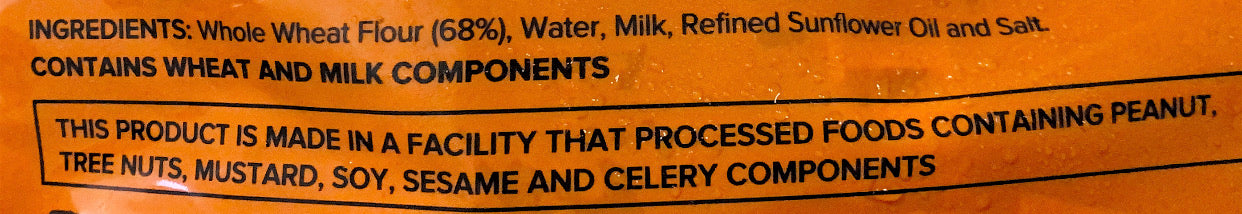 INGREDIENTS: Whole Wheat Flour (68%), Water, Milk, Refined Sunflower Oil and Salt.
CONTAINS WHEAT AND MILK COMPONENTS
THIS PRODUCT IS MADE IN A FACILITY THAT PROCESSED FOODS CONTAINING PEANUT,
TREE NUTS, MUSTARD, SOY, SESAME AND CELERY COMPONENTS